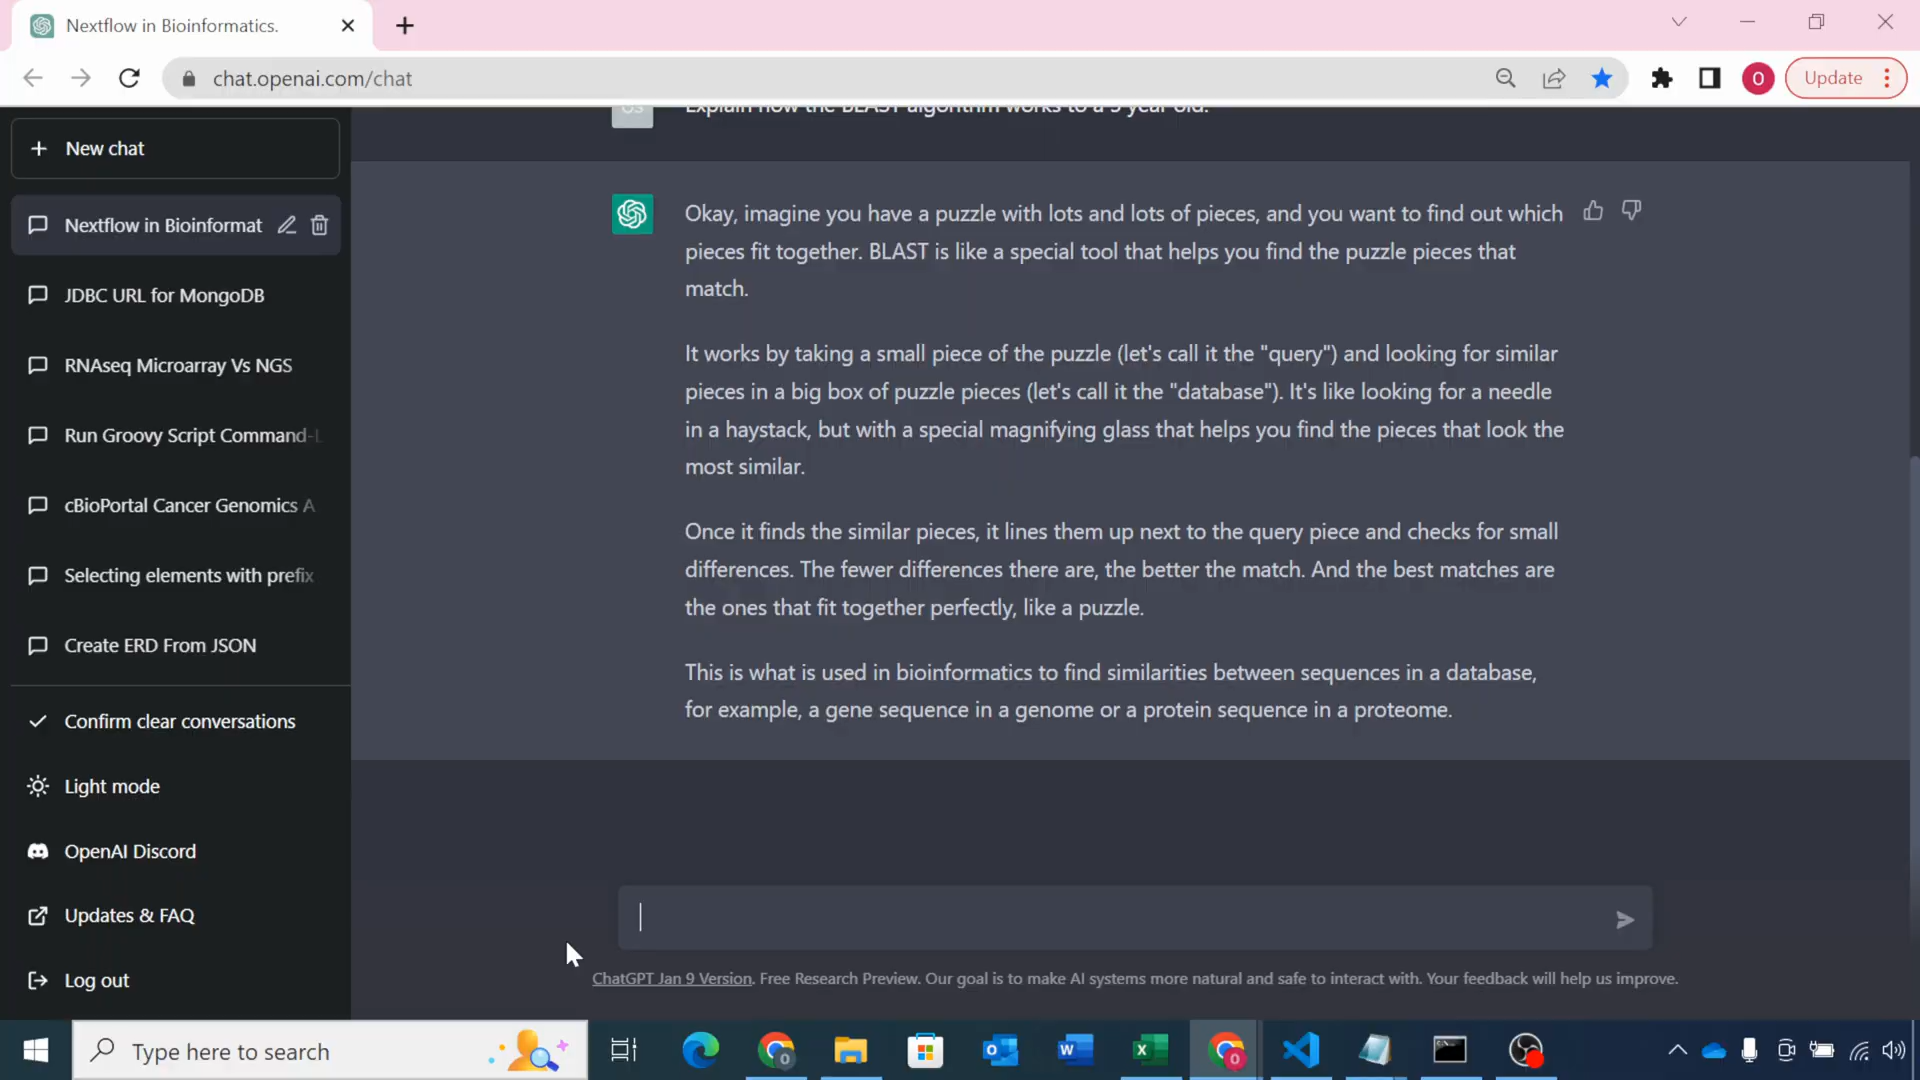 Nextflow in Bioinformatics.
chat.openai.com/chat
O
Update
New chat
Nextflow in Bioinformat
JDBC URL for MongoDB
RNAseq Microarray Vs NGS
Run Groovy Script Command-L
cBioPortal Cancer Genomics A
Selecting elements with prefix
Create ERD From JSON
Confirm clear conversations
Light mode
OpenAI Discord
Updates & FAQ
Log out
Explain how the BLAST algorithm works to a 5 year old.
Okay, imagine you have a puzzle with lots and lots of pieces, and you want to find out which
pieces fit together. BLAST is like a special tool that helps you find the puzzle pieces that
match.
It works by taking a small piece of the puzzle (let's call it the "query") and looking for similar
pieces in a big box of puzzle pieces (let's call it the "database"). It's like looking for a needle
in a haystack, but with a special magnifying glass that helps you find the pieces that look the
most similar.
Once it finds the similar pieces, it lines them up next to the query piece and checks for small
differences. The fewer differences there are, the better the match. And the best matches are
the ones that fit together perfectly, like a puzzle.
This is what is used in bioinformatics to find similarities between sequences in a database,
for example, a gene sequence in a genome or a protein sequence in a proteome.
ChatGPT Jan 9 Version. Free Research Preview. Our goal is to make AI systems more natural and safe to interact with. Your feedback will help us improve.
Type here to search